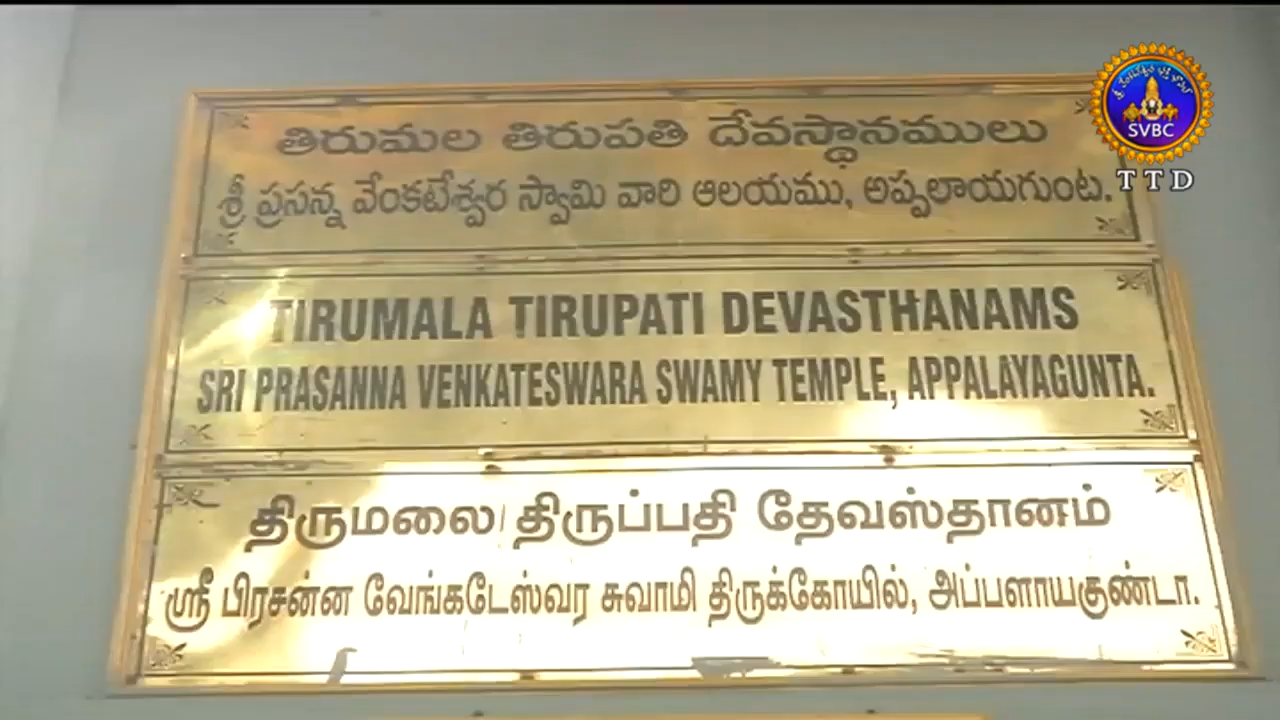 తిరుమల తిరుపతి దేవస్థానములు
శ్రీ ప్రసన్న వేంకటేశ్వర స్వామి వారి ఆలయము, అప్పలాయగుంట.
TIRUMALA TIRUPATI DEVASTHANAMS
SRI PRASANNA VENKATESWARA SWAMY TEMPLE, APPALAYAGUNTA.
திருமலை திருப்பதி தேவஸ்தானம்
ஸ்ரீ பிரசன்ன வேங்கடேஸ்வர சுவாமி திருக்கோயில், அப்பளாயகுண்டா.
SVBC
TTD